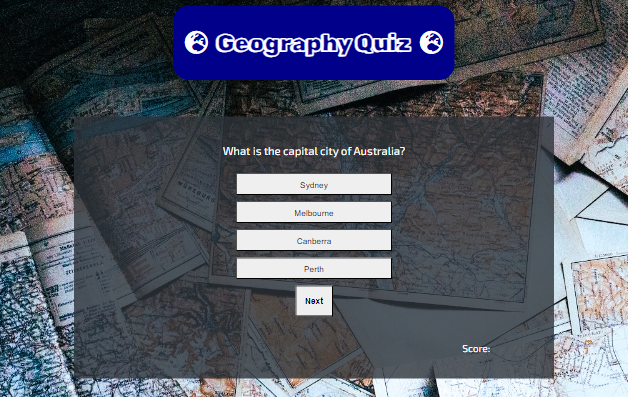 Geography Quiz
What is the capital city of Australia?
Sydney
Melbourne
Canberra
Perth
Next
Score: